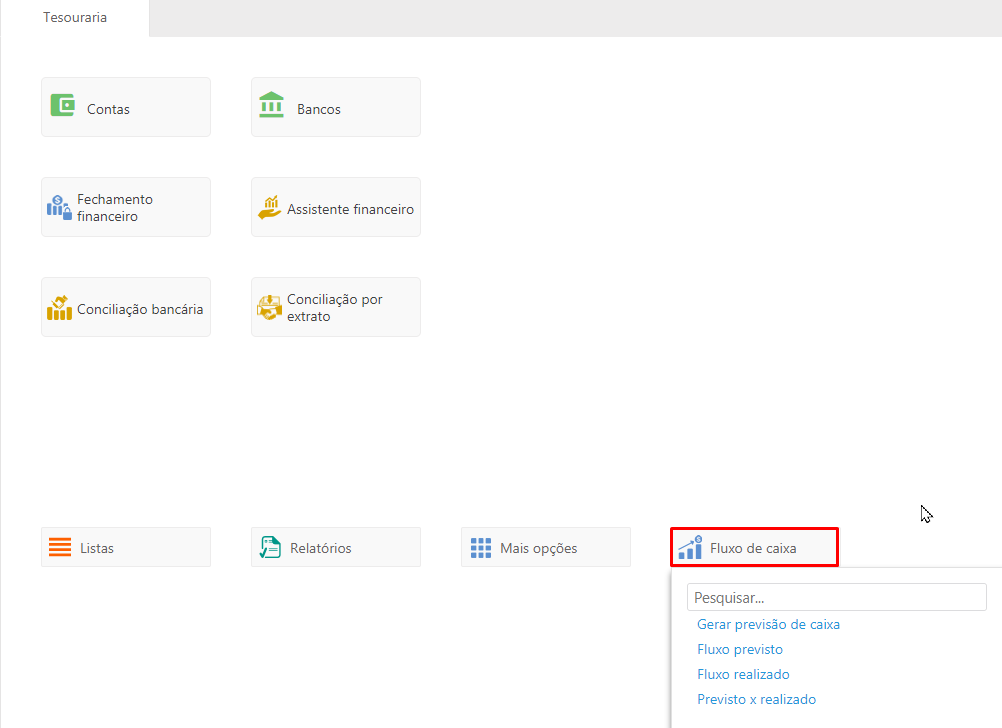 Tesouraria
Contas
Bancos
Fechamento
financeiro
Assistente financeiro
Conciliação bancária
Conciliação por
extrato
Listas
Relatórios
Mais opções
Fluxo de caixa
Pesquisar...
Gerar previsão de caixa
Fluxo previsto
Fluxo realizado
Previsto x realizado